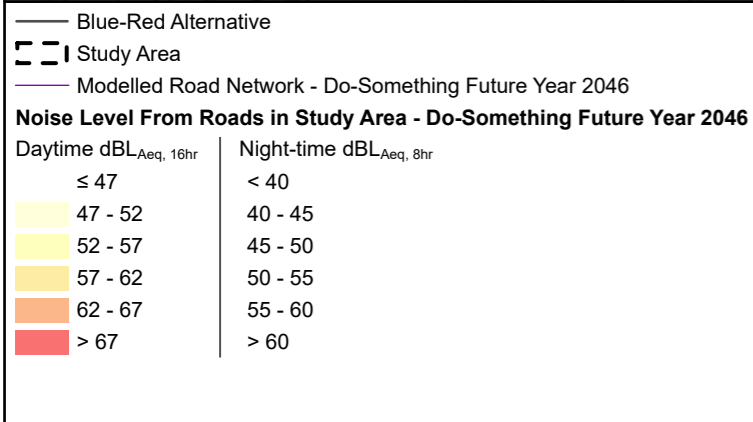 Blue-Red Alternative
Study Area
Modelled Road Network - Do-Something Future Year 2046
Noise Level From Roads in Study Area - Do-Something Future Year 2046
Daytime dBLAeq, 16hr Night-time dBLAeq, 8hr
≤ 47 < 40
47 - 52 40 - 45
52 - 57 45 - 50
57 - 62 50 - 55
62 - 67 55 - 60
> 67 > 60